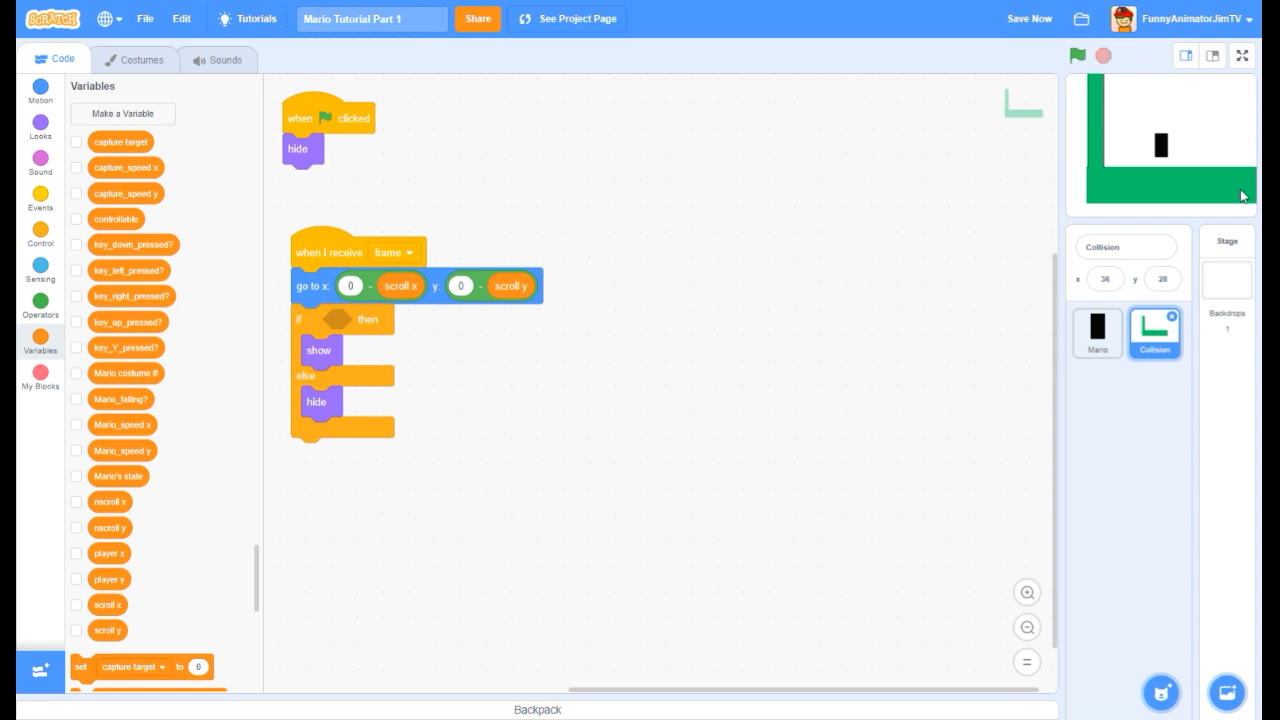 SCRATCH
File
Edit
Tutorials
Mario Tutorial Part 1
Share
See Project Page
Save Now
FunnyAnimatorJimTV
Code
Costumes
Sounds
Motion
Looks
Sound
Events
Control
Sensing
Operators
Variables
My Blocks
Variables
Make a Variable
capture target
capture_speed x
capture_speed y
controllable
key_down_pressed?
key_left_pressed?
key_right_pressed?
key_up_pressed?
key_Y_pressed?
Mario costume #
Mario_falling?
Mario_speed x
Mario_speed y
Mario's state
nscroll x
nscroll y
player x
player y
scroll x
scroll y
set capture target to 0
when clicked
hide
when I receive frame
go to x: 0 - scroll x y: 0 - scroll y
if then
show
else
hide
Collision
x 36 y 28
Mario
Collision
Stage
Backdrops
1
Backpack